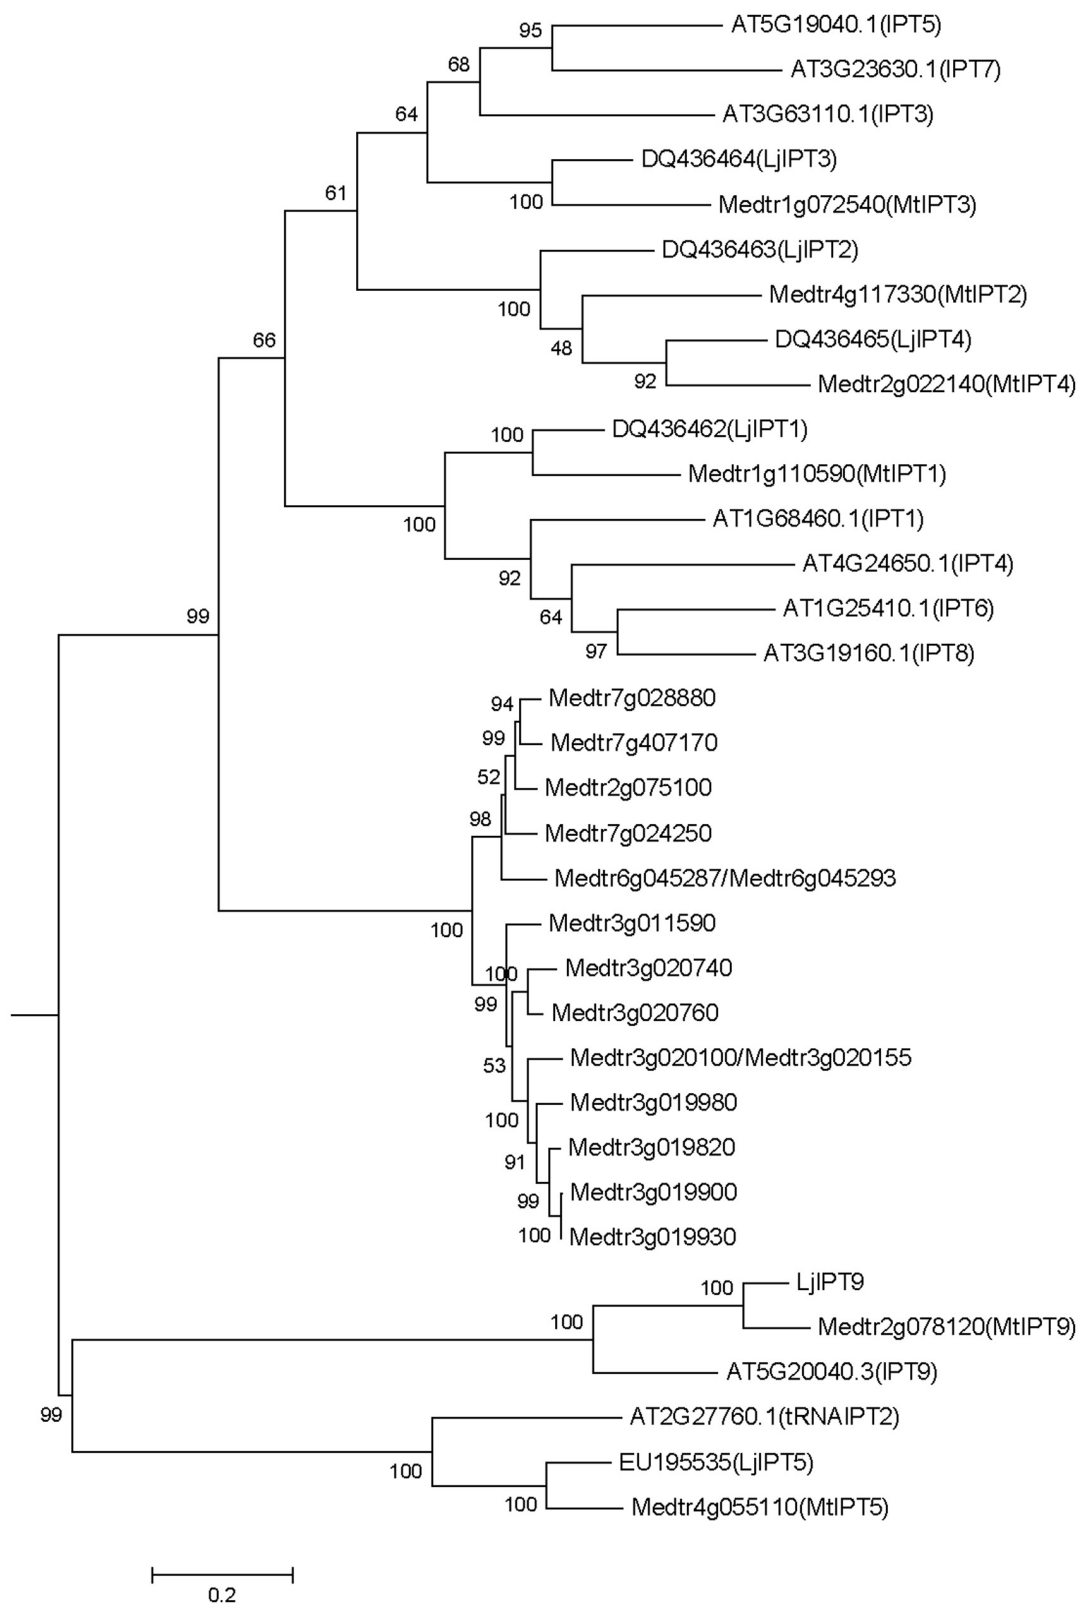 AT5G19040.1(IPT5)
95
AT3G23630.1(IPT7)
68
AT3G63110.1(IPT3)
64
DQ436464(LjIPT3)
100
Medtr1g072540(MtIPT3)
61
DQ436463(LjIPT2)
100
Medtr4g117330(MtIPT2)
66
DQ436465(LjIPT4)
48
92
Medtr2g022140(MtIPT4)
DQ436462(LjIPT1)
100
Medtr1g110590(MtIPT1)
100
AT1G68460.1(IPT1)
92
AT4G24650.1(IPT4)
99
64
AT1G25410.1(IPT6)
97
AT3G19160.1(IPT8)
94
Medtr7g028880
99
Medtr7g407170
52
Medtr2g075100
98
Medtr7g024250
Medtr6g045287/Medtr6g045293
100
Medtr3g011590
100
Medtr3g020740
99
Medtr3g020760
53
Medtr3g020100/Medtr3g020155
100
Medtr3g019980
91
Medtr3g019820
99
Medtr3g019900
100
Medtr3g019930
100
LjIPT9
100
Medtr2g078120(MtIPT9)
AT5G20040.3(IPT9)
99
AT2G27760.1(tRNAIPT2)
100
EU195535(LjIPT5)
100
Medtr4g055110(MtIPT5)
0.2